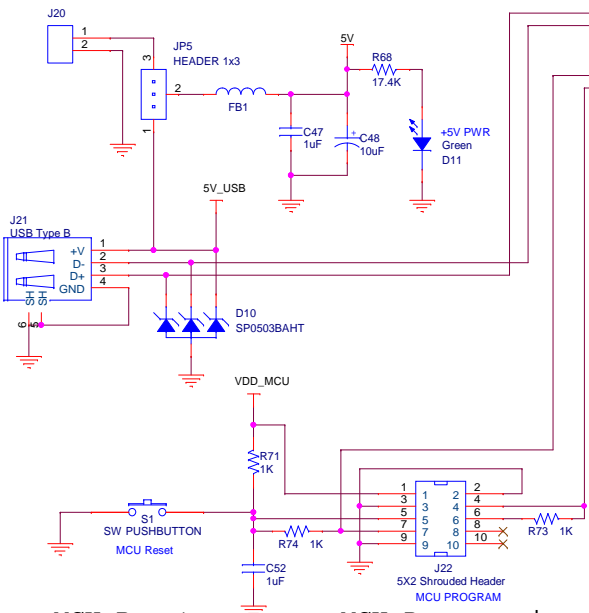 J20
1
2
JP5
HEADER 1x3
3
2
1
FB1
5V
R68
17.4K
C47
1uF
+
C48
10uF
+5V PWR
Green
D11
5V_USB
J21
USB Type B
+V
D-
D+
GND
1
2
3
4
SH
SH
6
5
D10
SP0503BAHT
VDD_MCU
R71
1K
S1
SW PUSHBUTTON
MCU Reset
R74 1K
C52
1uF
1 1 2 2
3 3 4 4
5 5 6 6
7 7 8 8
9 9 10 10
R73 1K
J22
5X2 Shrouded Header
MCU PROGRAM